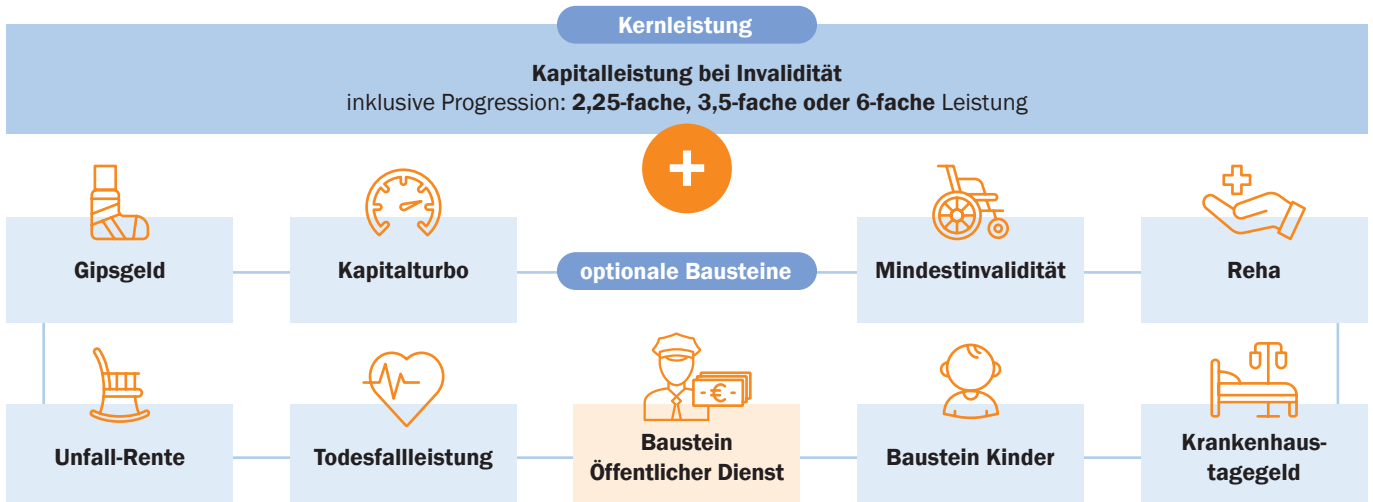 Kernleistung
Kapitalleistung bei Invalidität
inklusive Progression: 2,25-fache, 3,5-fache oder 6-fache Leistung
+
Gipsgeld
Kapitalturbo
optionale Bausteine
Mindestinvalidität
Reha
Unfall-Rente
Todesfallleistung
€
Baustein
Öffentlicher Dienst
Baustein Kinder
Krankenhaus-
tagegeld